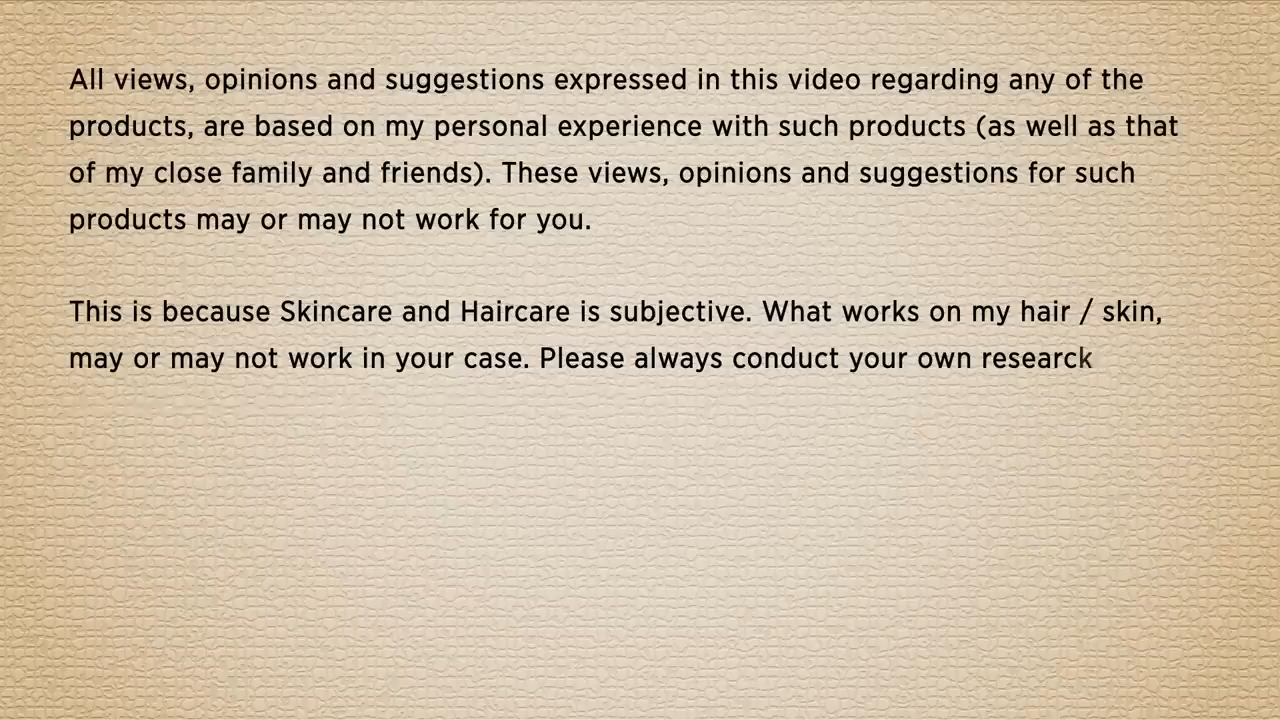 All views, opinions and suggestions expressed in this video regarding any of the
products, are based on my personal experience with such products (as well as that
of my close family and friends). These views, opinions and suggestions for such
products may or may not work for you.
This is because Skincare and Haircare is subjective. What works on my hair / skin,
may or may not work in your case. Please always conduct your own researck